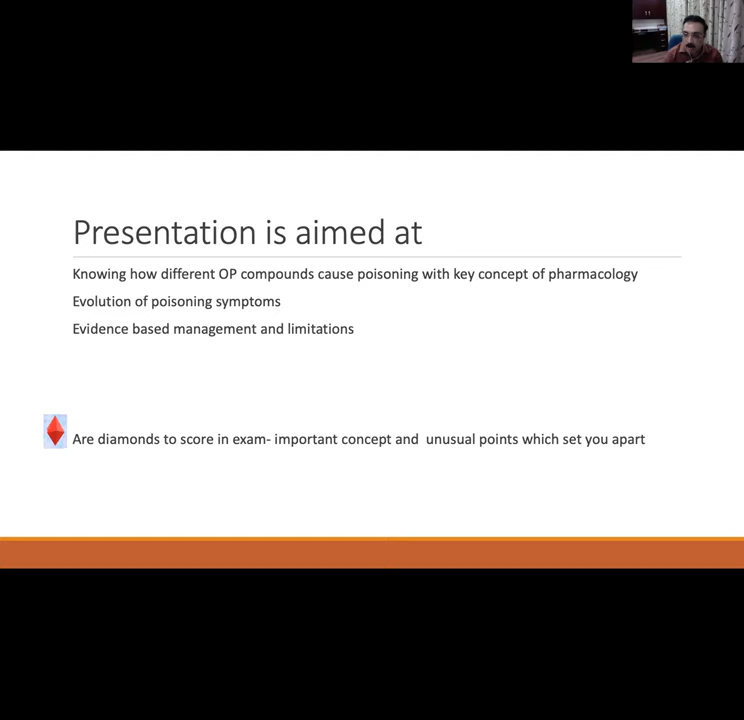 Presentation is aimed at
Knowing how different OP compounds cause poisoning with key concept of pharmacology
Evolution of poisoning symptoms
Evidence based management and limitations
Are diamonds to score in exam- important concept and unusual points which set you apart